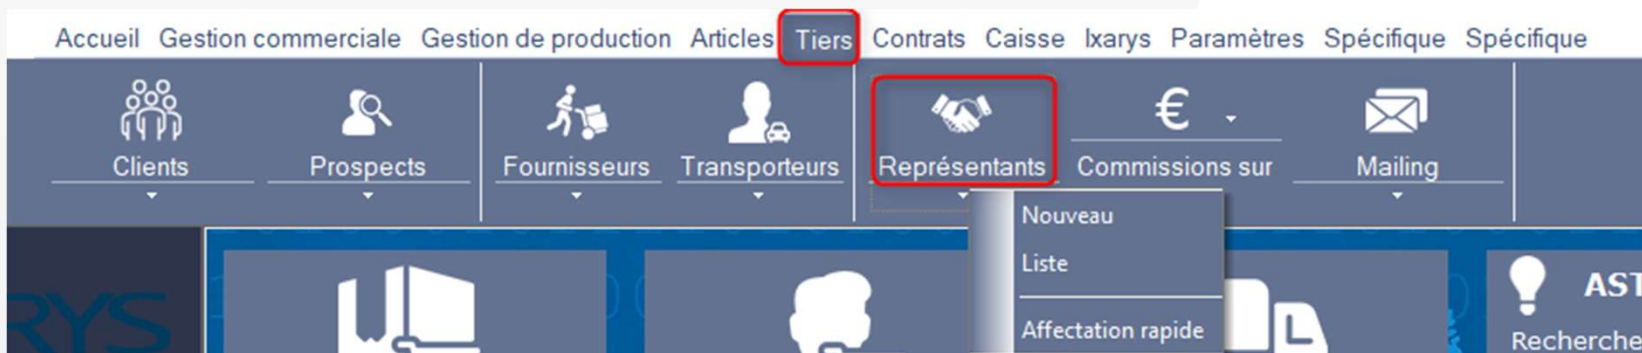 Accueil Gestion commerciale Gestion de production Articles Tiers Contrats Caisse Ixarys Paramètres Spécifique Spécifique
€
Clients Prospects Fournisseurs Transporteurs Représentants Commissions sur Mailing
Nouveau
Liste
Affectation rapide
RYS
AST
Recherche